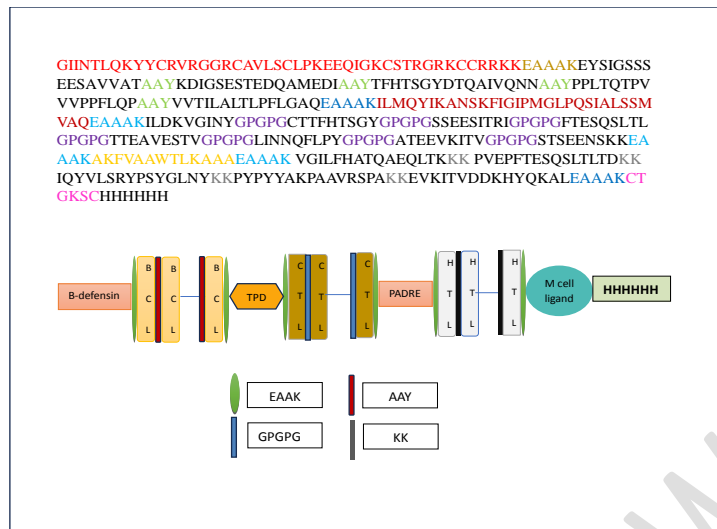 GIINTLQKYYCRVRGGRCAVLSCLPKEEQIGKCSTRGRKCCRRKKEAAAKEYSIGSSS
EESAVVATAAYKDIGSESTEDQAMEDIAAYTFHTSGYDTQAIVQNNAAYPPLTQTPV
VVPPFLQPAAYVVTILALTLPFLGAQEAAAKILMQYIKANSKFIGIPMGLPQSIALSSM
VAQEAAAKILDKVGINYGPGPGCTTFHTSGYGPGPGSSEESITRIGPGPGFTESQSLTL
GPGPGTTEAVESTVGPGPGLINNQFLPYGPGPGATEEVKITVGPGPGSTSEENSKKEA
AAKAKFVAAWTLKAAAEAAAK VGILFHATQAEQLTKKK PVEPFTESQSLTLTDKK
IQYVLSRYPSYGLNYKKPYPYYAKPAAVRSPAKKEVKITVDDKHYQKALEAAAKCT
GKSCHHHHHH
B-defensin
B C L
B C L
B C L
TPD
C T L
C T L
C T L
PADRE
H T L
H T L
H T L
M cell
ligand
HHHHHH
EAAK
AAY
GPGPG
KK